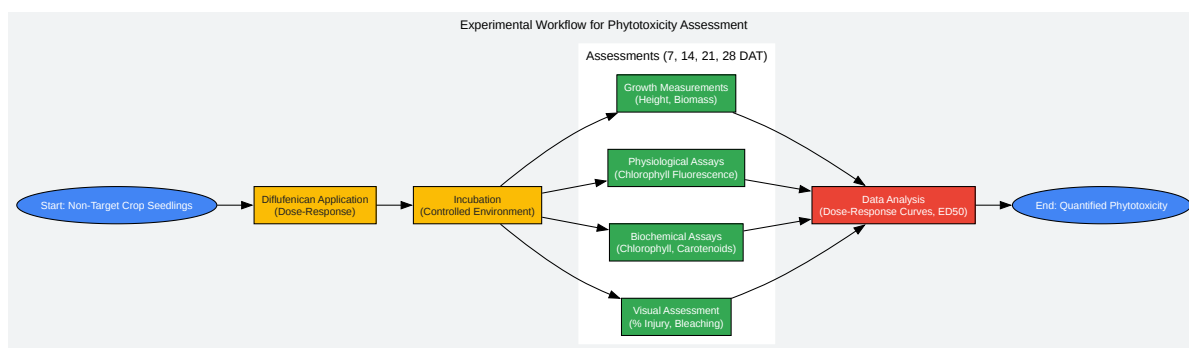 Experimental Workflow for Phytotoxicity Assessment
Assessments (7, 14, 21, 28 DAT)
Start: Non-Target Crop Seedlings
Diflufenican Application
(Dose-Response)
Incubation
(Controlled Environment)
Growth Measurements
(Height, Biomass)
Physiological Assays
(Chlorophyll Fluorescence)
Biochemical Assays
(Chlorophyll, Carotenoids)
Visual Assessment
(% Injury, Bleaching)
Data Analysis
(Dose-Response Curves, ED50)
End: Quantified Phytotoxicity